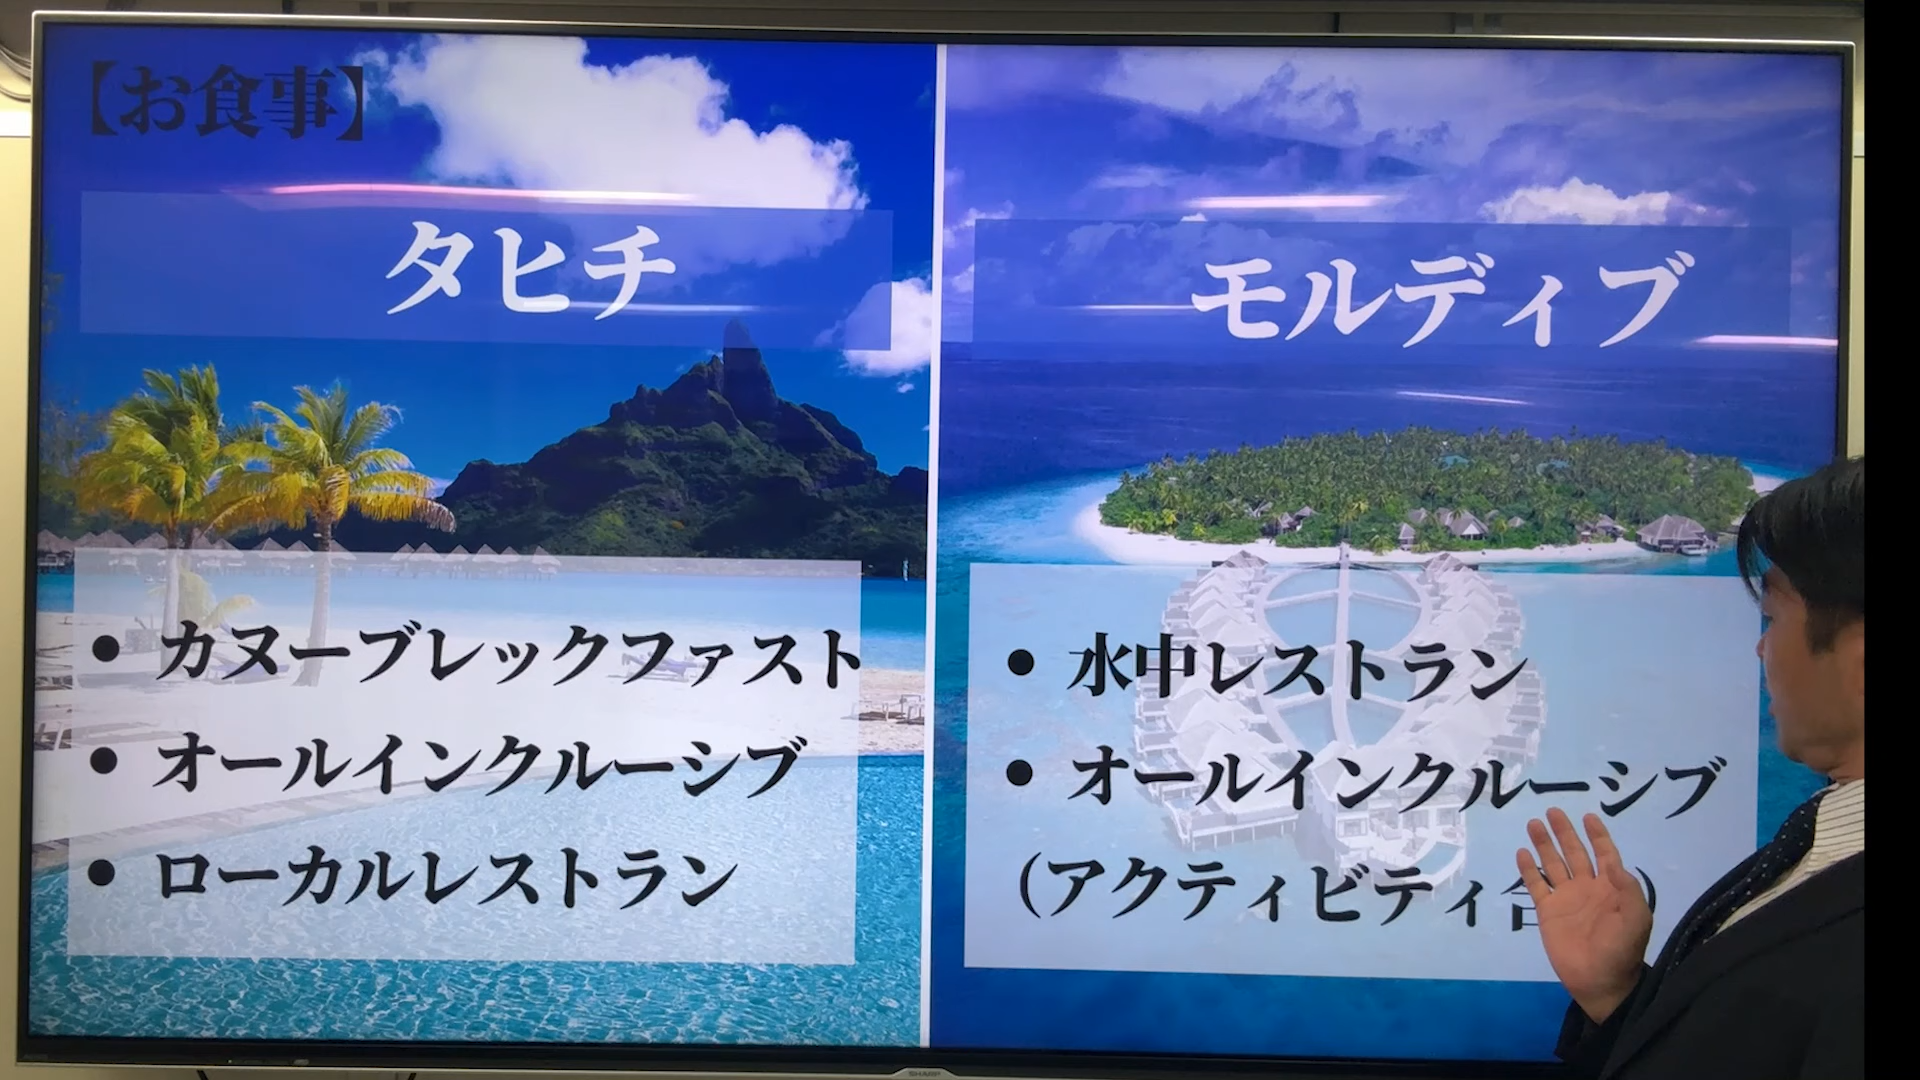 【お食事】
タヒチ
• カヌーブレックファスト
• オールインクルーシブ
• ローカルレストラン
モルディブ
• 水中レストラン
• オールインクルーシブ
（アクティビティ含）
SHARP